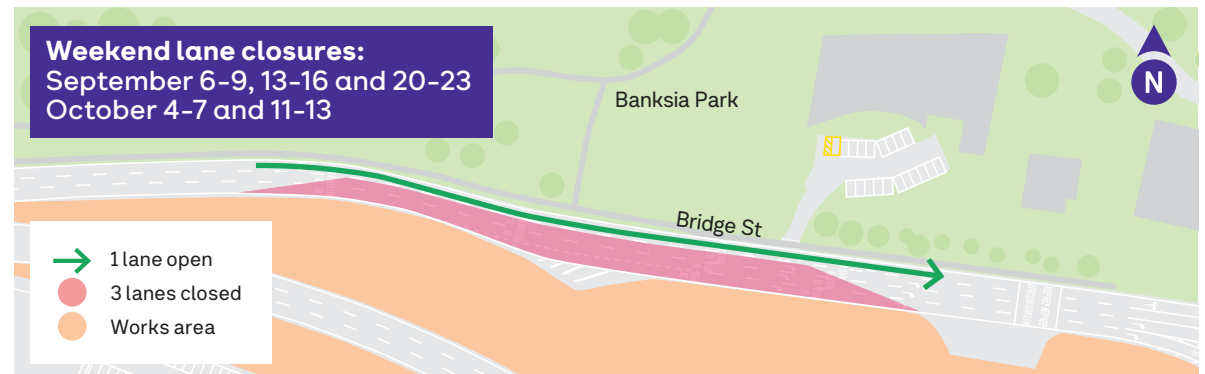 Weekend lane closures:
September 6-9, 13-16 and 20-23
October 4-7 and 11-13
N
Banksia Park
Bridge St
1 lane open
3 lanes closed
Works area